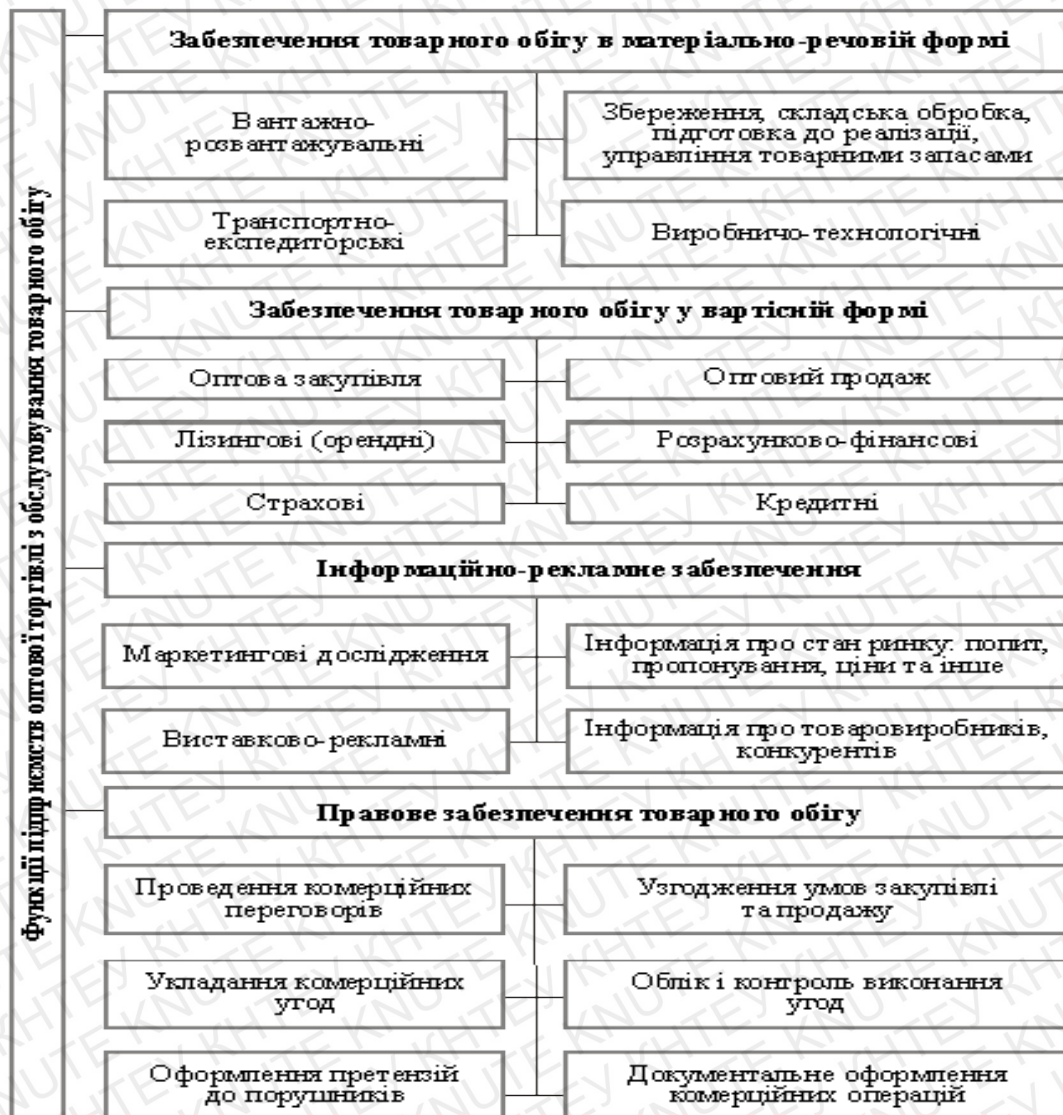 Функції підприємств оптової торгівлі з обслуговування товарного обігу
Забезпечення товарного обігу в матеріально-речовій формі
Вантажно-
розвантажувальні
Збереження, складська обробка,
підготовка до реалізації,
управління товарними запасами
Транспортно-
експедиторські
Виробничо-технологічні
Забезпечення товарного обігу у вартісній формі
Оптова закупівля
Оптовий продаж
Лізингові (орендні)
Розрахунково-фінансові
Страхові
Кредитні
Інформаційно-рекламне забезпечення
Маркетингові дослідження
Інформація про стан ринку: попит,
пропонування, ціни та інше
Виставково-рекламні
Інформація про товаровиробників,
конкурентів
Правове забезпечення товарного обігу
Проведення комерційних
переговорів
Узгодження умов закупівлі
та продажу
Укладання комерційних
угод
Облік і контроль виконання
угод
Оформлення претензій
до порушників
Документальне оформлення
комерційних операцій